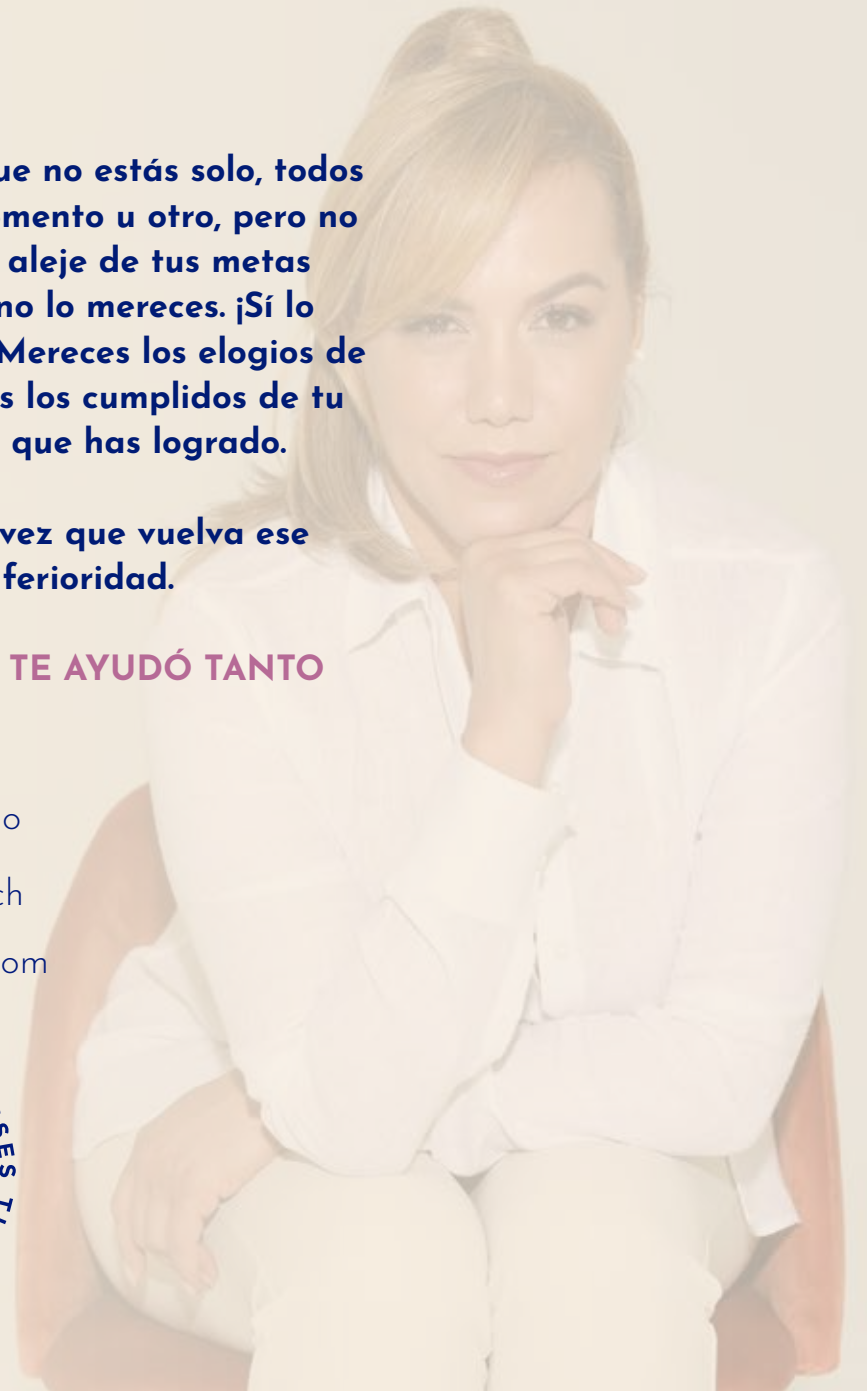 ue no estás solo, todos
mento u otro, pero no
aleje de tus metas
no lo mereces. ¡Sí lo
Mereces los elogios de
s los cumplidos de tu
que has logrado.
vez que vuelva ese
ferioridad.
TE AYUDÓ TANTO
o
ch
om
SES T